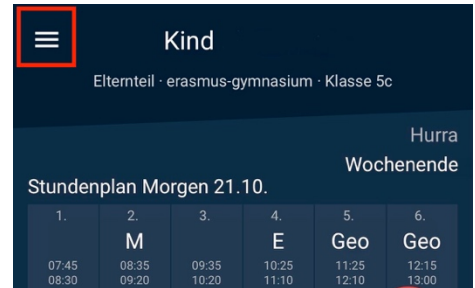 Kind
Elternteil · erasmus-gymnasium · Klasse 5c
Hurra
Wochenende
Stundenplan Morgen 21.10.
1. 2. 3. 4. 5. 6.
M E Geo Geo
07:45 08:35 09:35 10:25 11:25 12:15
08:30 09:20 10:20 11:10 12:10 13:00